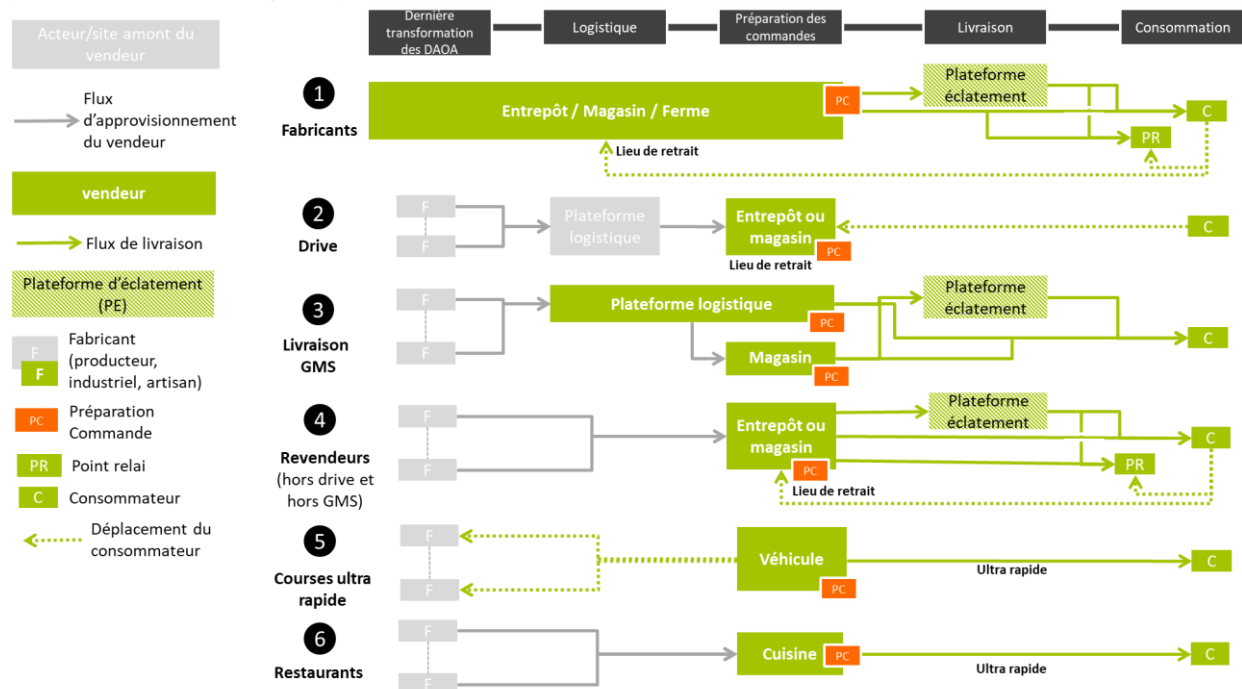 Dernière
transformation
des DAOA
Logistique
Préparation des
commandes
Livraison
Consommation
Acteur/site amont du
vendeur
Flux
d'approvisionnement
du vendeur
vendeur
Flux de livraison
Plateforme d'éclatement
(PE)
F
F
Fabricant
(producteur,
industriel, artisan)
PC
Préparation
Commande
PR
Point relai
C
Consommateur
Déplacement du
consommateur
1
Fabricants
Entrepôt / Magasin / Ferme
PC
Lieu de retrait
Plateforme
éclatement
C
PR
2
Drive
F
F
Plateforme
logistique
Entrepôt ou
magasin
PC
Lieu de retrait
C
3
Livraison
GMS
F
F
Plateforme logistique
PC
Magasin
PC
Plateforme
éclatement
C
4
Revendeurs
(hors drive et
hors GMS)
F
F
Entrepôt ou
magasin
PC
Lieu de retrait
Plateforme
éclatement
C
PR
5
Courses ultra
rapide
F
F
Véhicule
PC
Ultra rapide
C
6
Restaurants
F
F
Cuisine
PC
Ultra rapide
C